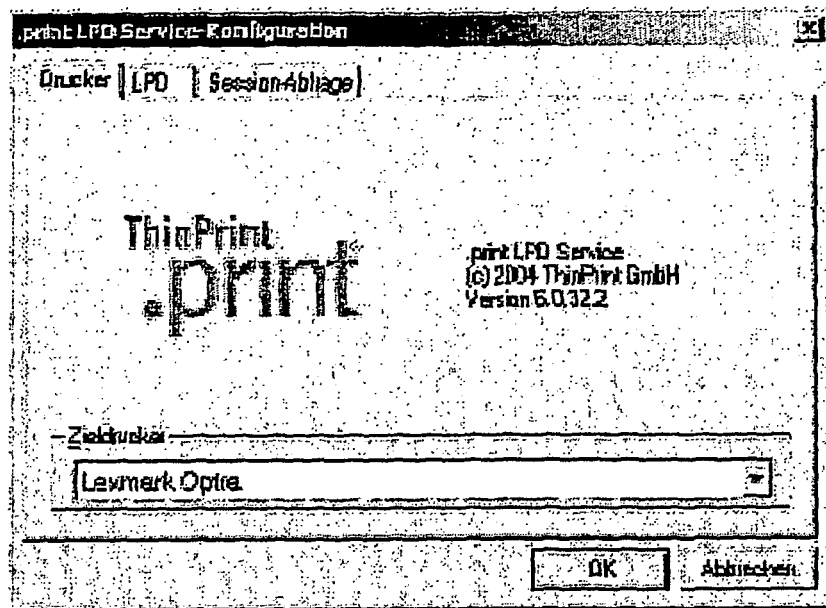 .print LPD Service-Konfiguration
Drucker LPD Session-Abfrage
ThinPrint
.print
.print LPD Service
(c) 2004 ThinPrint GmbH
Version 6.0.32.2
Zieldrucker
Lexmark Optra
OK Abbrechen